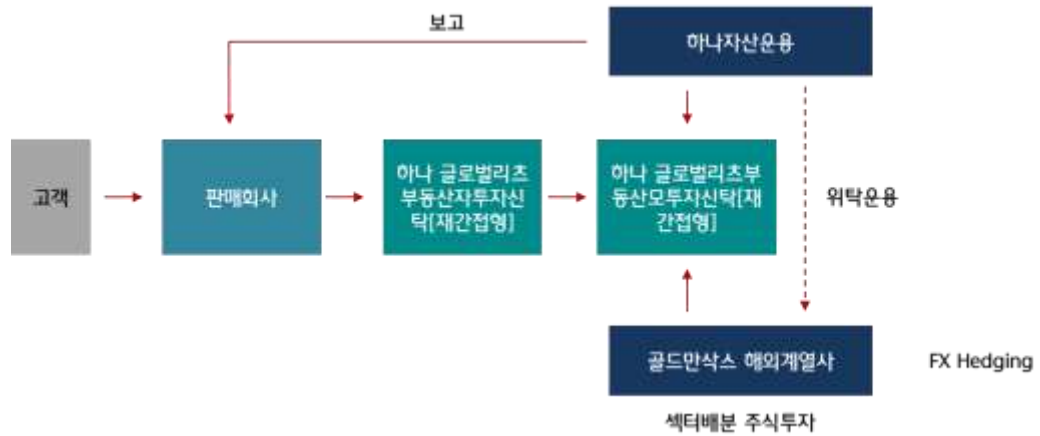 보고
하나자산운용
고객
판매회사
하나 글로벌리츠
부동산자투자신
탁[재간접형]
하나 글로벌리츠부
동산모투자신탁[재
간접형]
위탁운용
골드만삭스 해외계열사
FX Hedging
섹터배분 주식투자